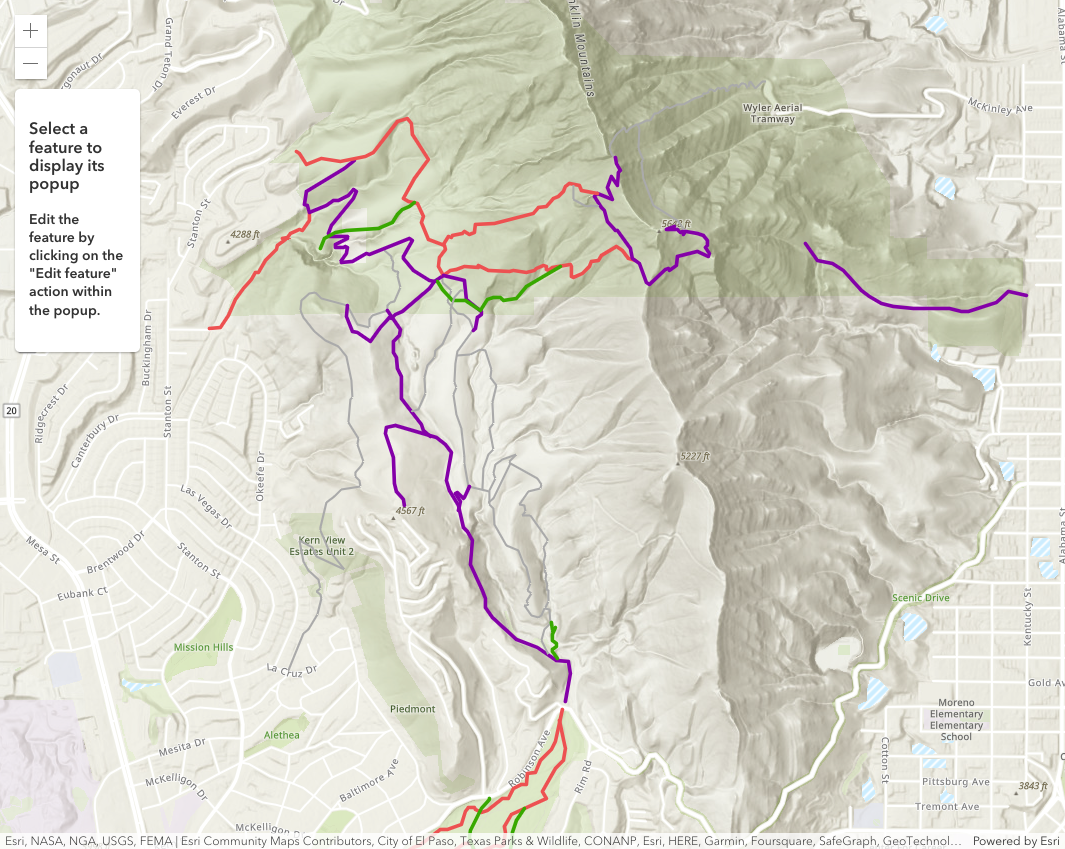 +
−
Select a
feature to
display its
popup
Edit the
feature by
clicking on the
"Edit feature"
action within
the popup.
Grand Teton Dr
Everest Dr
Stanton St
4288 ft
klin Mountains
Wyler Aerial
Tramway
McKinley Ave
Alabama St
5642 ft
Buckingham Dr
Stanton St
20
Ridgecrest Dr
Canterbury Dr
Okeefe Dr
5227 ft
Las Vegas Dr
4567 ft
Mesa St
Brentwood Dr
Stanton St
Kern View
Estates Unit 2
Eubank Ct
Alabama St
Scenic Drive
Kentucky St
Mission Hills
La Cruz Dr
Gold Av
Piedmont
Moreno
Elementary
Elementary
School
Alethea
Mesita Dr
Robinson Ave
Rim Rd
Cotton St
McKelligon Dr
Baltimore Ave
Pittsburg Ave
3843 ft
Tremont Ave
McKelligon
Esri, NASA, NGA, USGS, FEMA | Esri Community Maps Contributors, City of El Paso, Texas Parks & Wildlife, CONANP, Esri, HERE, Garmin, Foursquare, SafeGraph, GeoTechnol... Powered by Esri